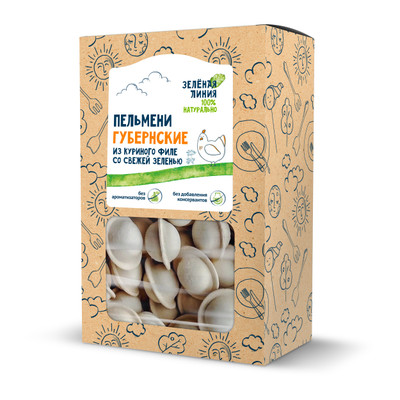 ЗЕЛЁНАЯ
ЛИНИЯ
100%
НАТУРАЛЬНО
ПЕЛЬМЕНИ
ГУБЕРНСКИЕ
ИЗ КУРИНОГО ФИЛЕ
СО СВЕЖЕЙ ЗЕЛЕНЬЮ
без
ароматизаторов
без добавления
консервантов